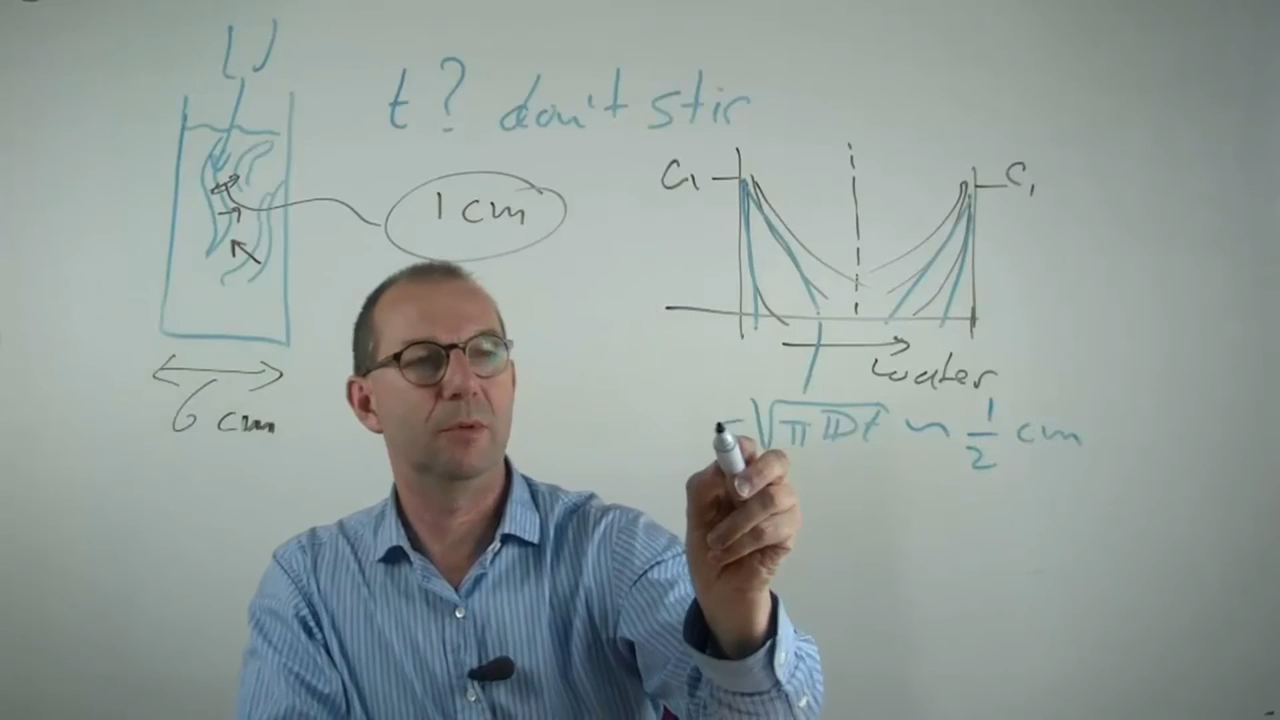 t? don't stir
1 cm
C₁
C₁
water
6 cm
√πⅅt ~ 1/2 cm